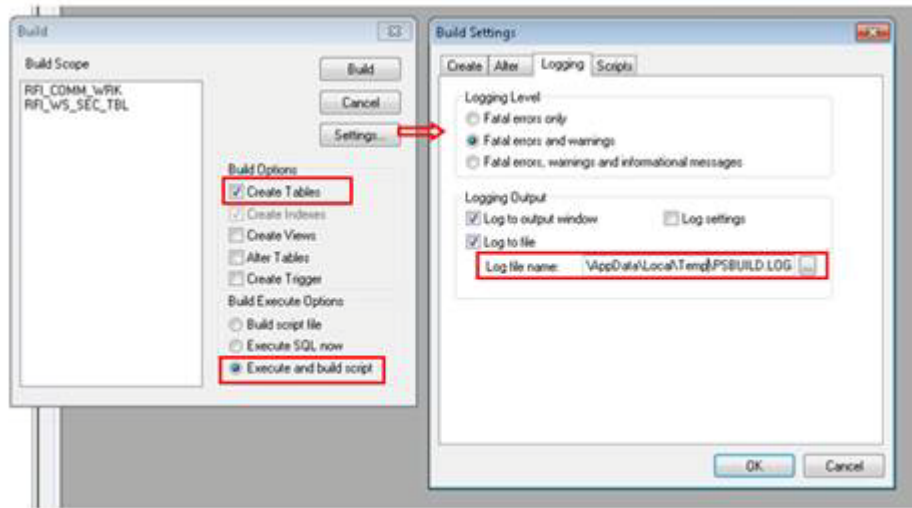 Build
Build Scope
RFI_COMM_WRK
RFI_WS_SEC_TBL
Build
Cancel
Settings...
Build Options
Create Tables
Create Indexes
Create Views
Alter Tables
Create Trigger
Build Execute Options
Build script file
Execute SQL now
Execute and build script
Build Settings
Create Alter Logging Scripts
Logging Level
Fatal errors only
Fatal errors and warnings
Fatal errors, warnings and informational messages
Logging Output
Log to output window Log settings
Log to file
Log file name: \AppData\Local\Temp\PSBUILD.LOG ...
OK Cancel